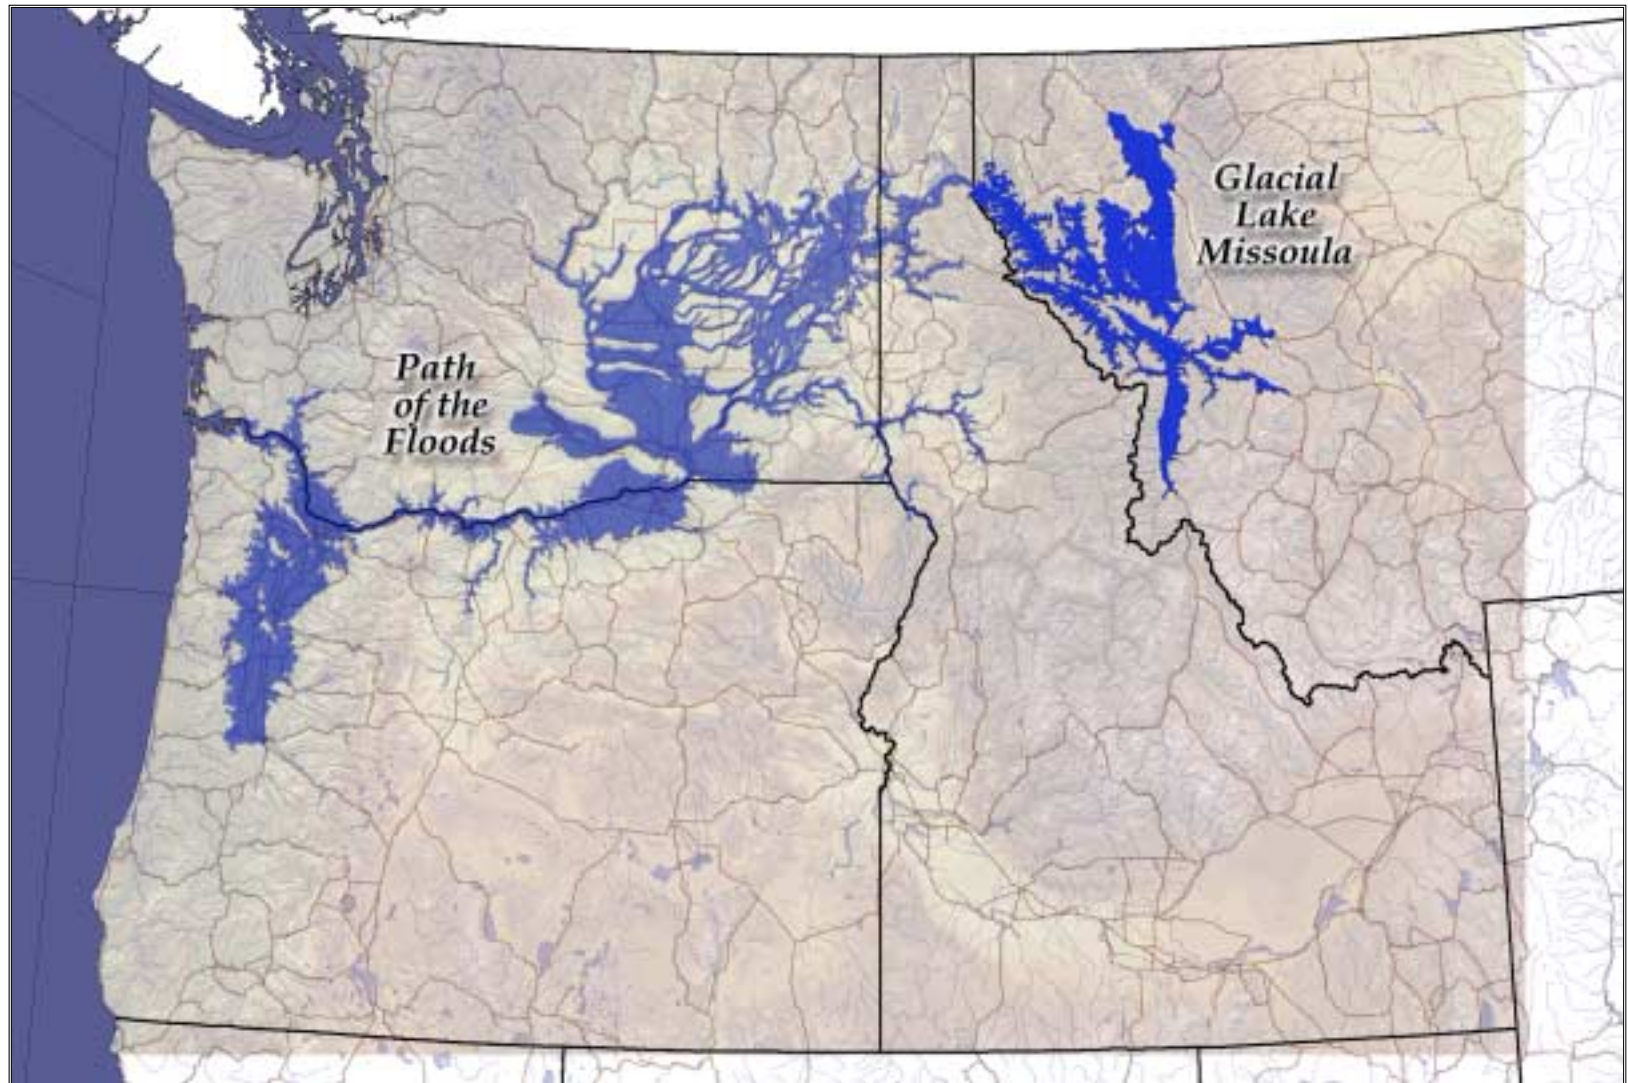 Glacial
Lake
Missoula
Path
of the
Floods